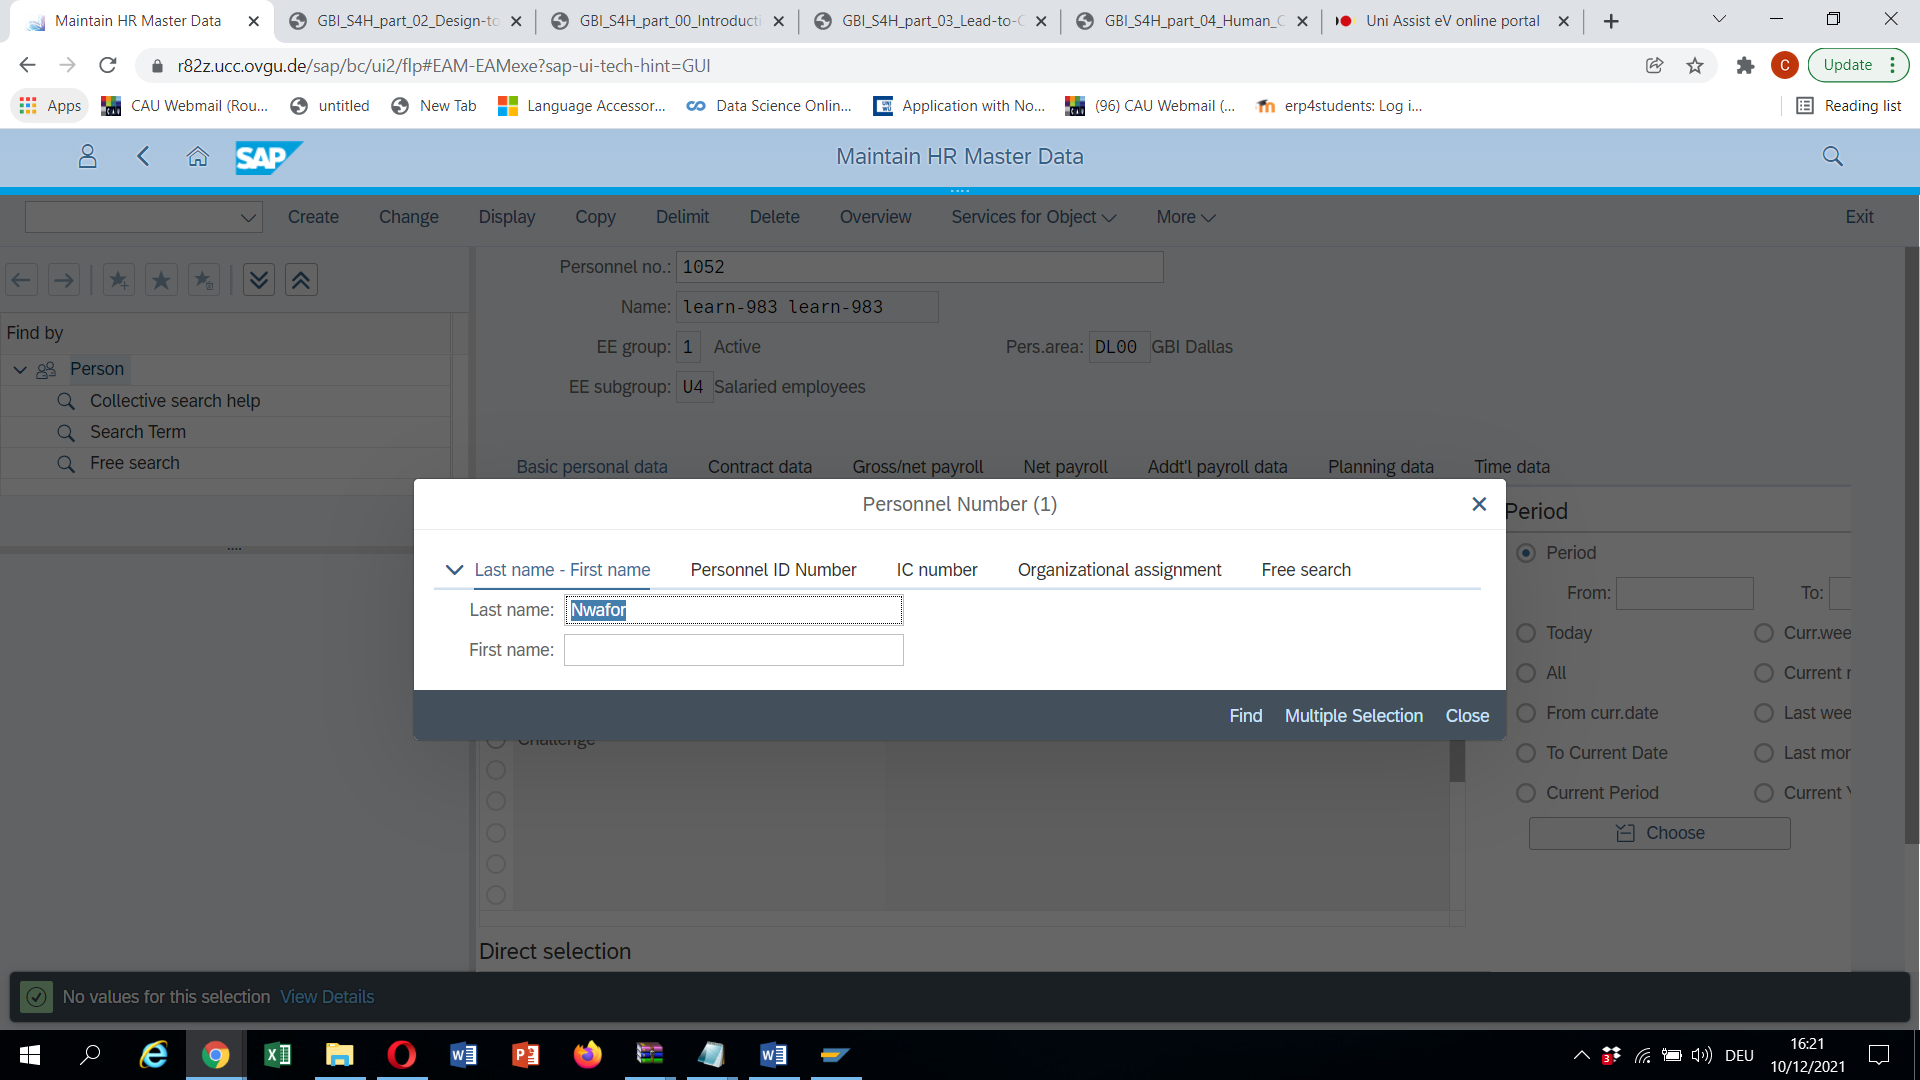 Maintain HR Master Data
GBI_S4H_part_02_Design-to
GBI_S4H_part_00_Introducti
GBI_S4H_part_03_Lead-to-C
GBI_S4H_part_04_Human_C
Uni Assist eV online portal
r82z.ucc.ovgu.de/sap/bc/ui2/flp#EAM-EAMexe?sap-ui-tech-hint=GUI
C
Update
Apps
CAU Webmail (Rou...
untitled
New Tab
Language Accessor...
Data Science Onlin...
Application with No...
(96) CAU Webmail (...
erp4students: Log i...
Reading list
SAP
Maintain HR Master Data
Create Change Display Copy Delimit Delete Overview Services for Object More Exit
Personnel no.: 1052
Name: learn-983 learn-983
EE group: 1 Active Pers.area: DL00 GBI Dallas
EE subgroup: U4 Salaried employees
Find by
Person
Collective search help
Search Term
Free search
Basic personal data Contract data Gross/net payroll Net payroll Addt'l payroll data Planning data Time data
Personnel Number (1)
Last name - First name Personnel ID Number IC number Organizational assignment Free search
Last name: Nwafor
First name:
Find Multiple Selection Close
Challenge
Period
Period
From: To:
Today Curr.wee
All Current
From curr.date Last wee
To Current Date Last mor
Current Period Current
Choose
Direct selection
No values for this selection View Details
3
DEU
16:21
10/12/2021